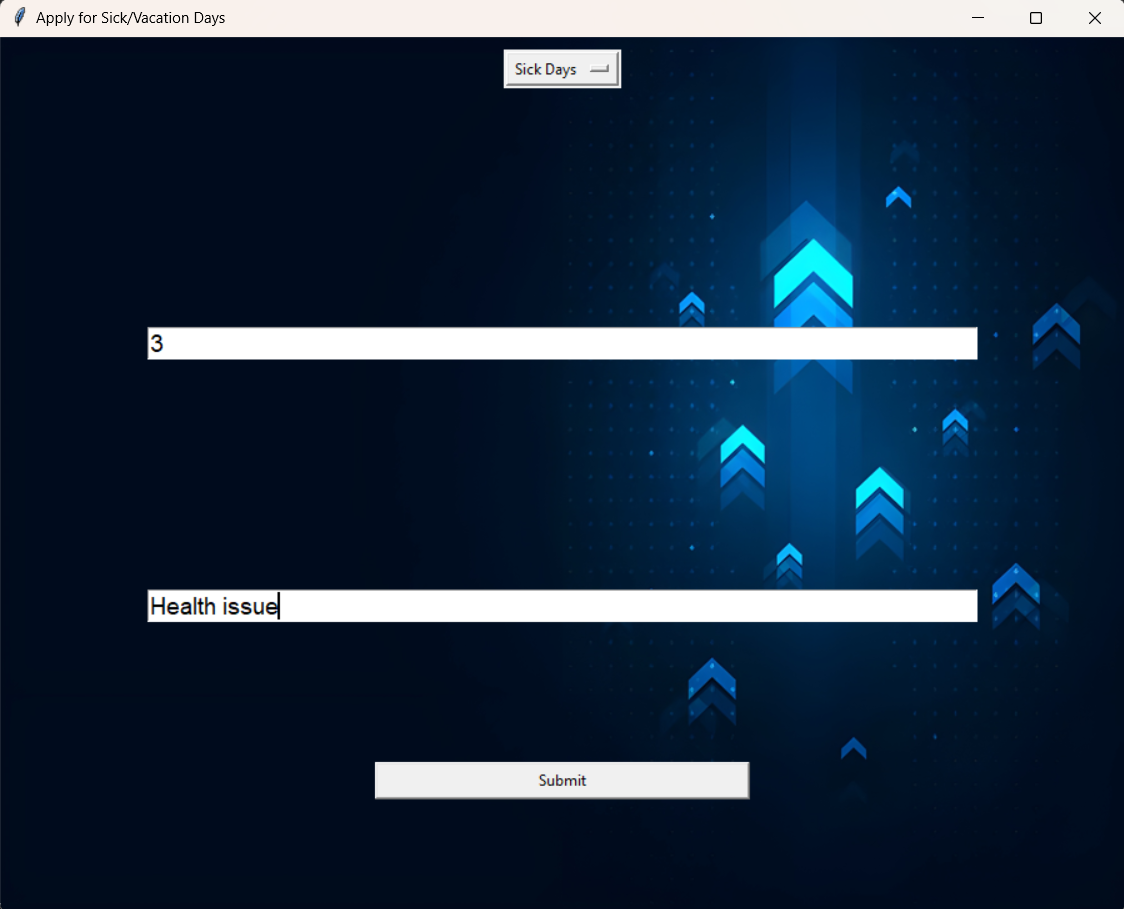 Apply for Sick/Vacation Days
Sick Days
3
Health issue
Submit